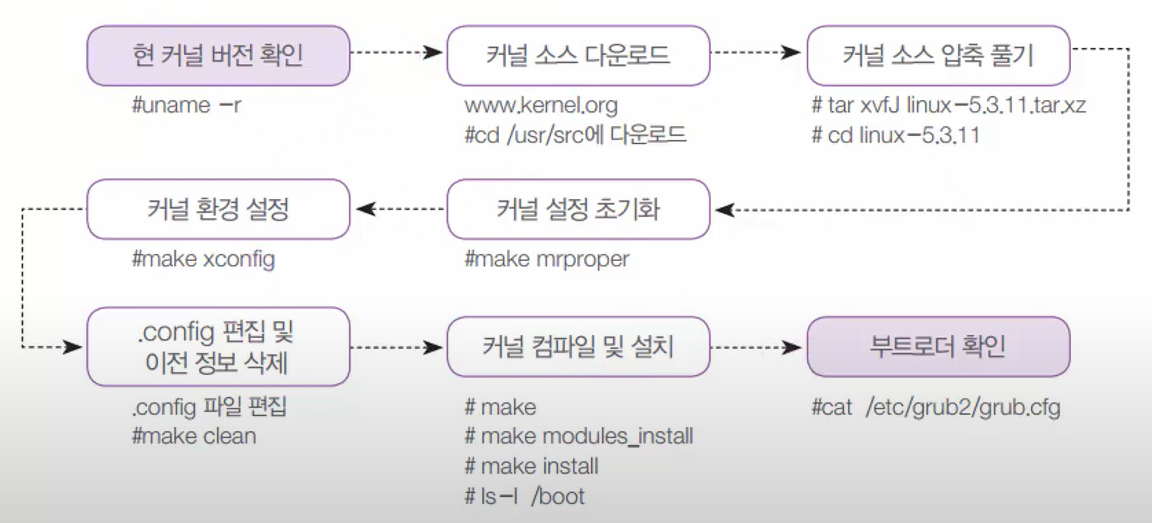 현 커널 버전 확인
#uname -r
커널 소스 다운로드
www.kernel.org
#cd /usr/src에 다운로드
커널 소스 압축 풀기
# tar xvfJ linux-5.3.11.tar.xz
# cd linux-5.3.11
커널 설정 초기화
#make mrproper
커널 환경 설정
#make xconfig
.config 편집 및
이전 정보 삭제
.config 파일 편집
#make clean
커널 컴파일 및 설치
# make
# make modules_install
# make install
# ls-l /boot
부트로더 확인
#cat /etc/grub2/grub.cfg